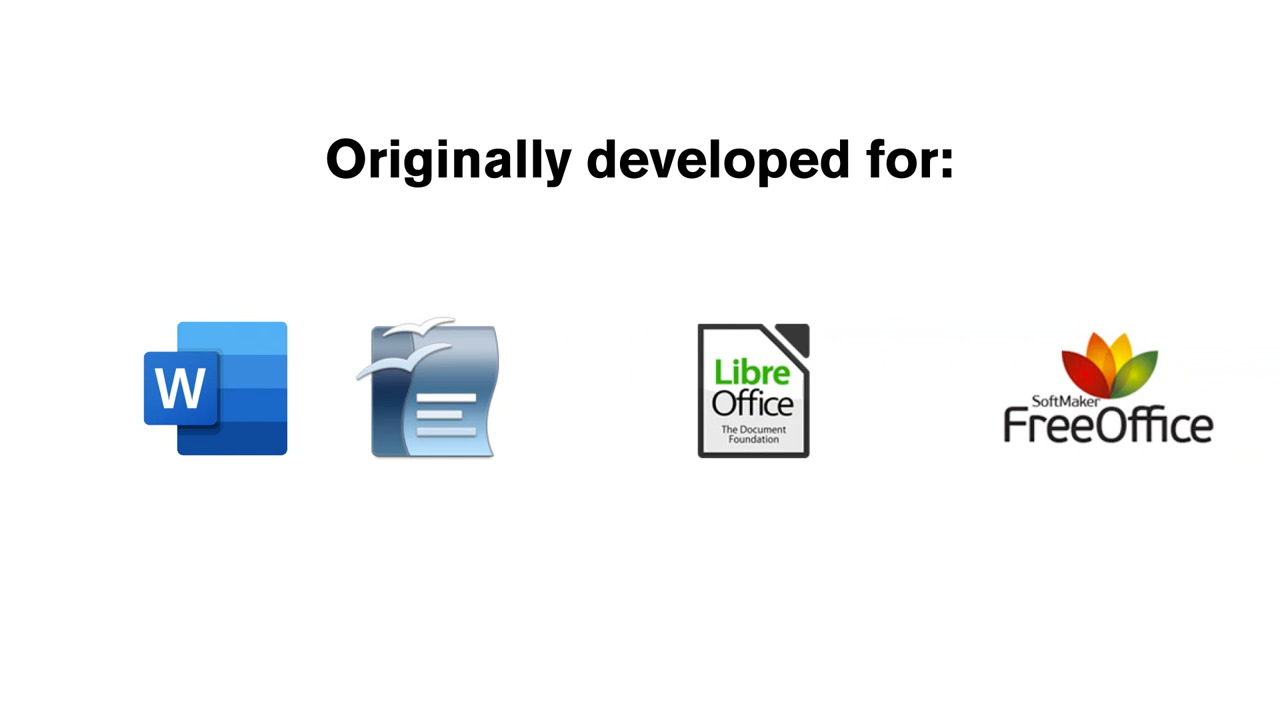 Originally developed for:
W
Libre
Office
The Document
Foundation
SoftMaker
FreeOffice